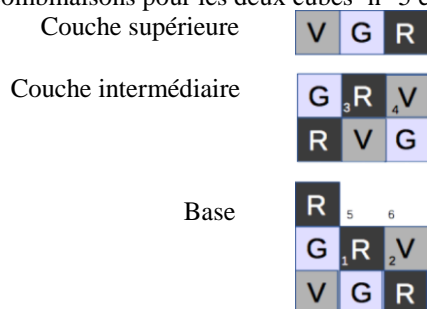 ombinaisons pour les deux cubes n° 5 e
Couche supérieure V G R
Couche intermédiaire G 3 R 4 V
R V G
R 5 6
Base G 1 R 2 V
V G R